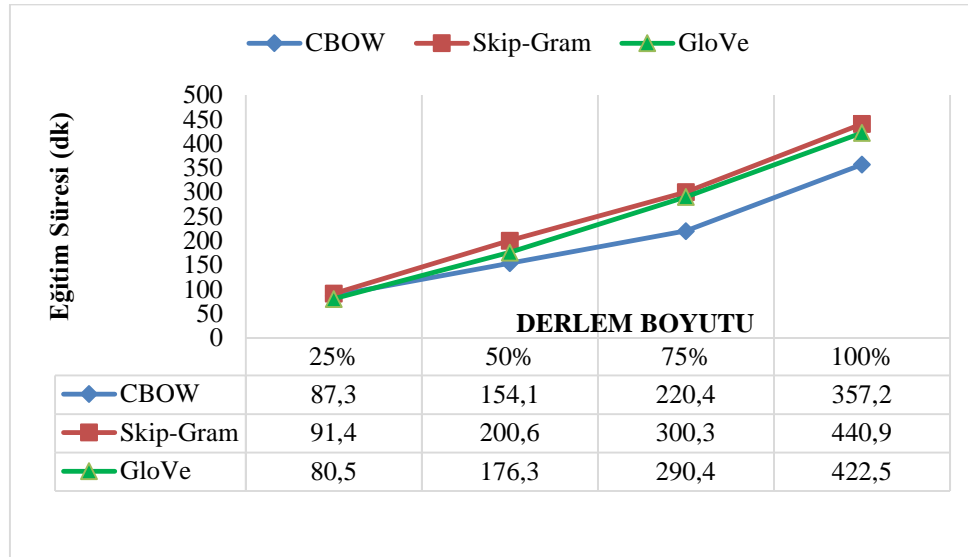 CBOW Skip-Gram GloVe
Eğitim Süresi (dk)
500
450
400
350
300
250
200
150
100
50
0
DERLEM BOYUTU
25% 50% 75% 100%
CBOW 87,3 154,1 220,4 357,2
Skip-Gram 91,4 200,6 300,3 440,9
GloVe 80,5 176,3 290,4 422,5